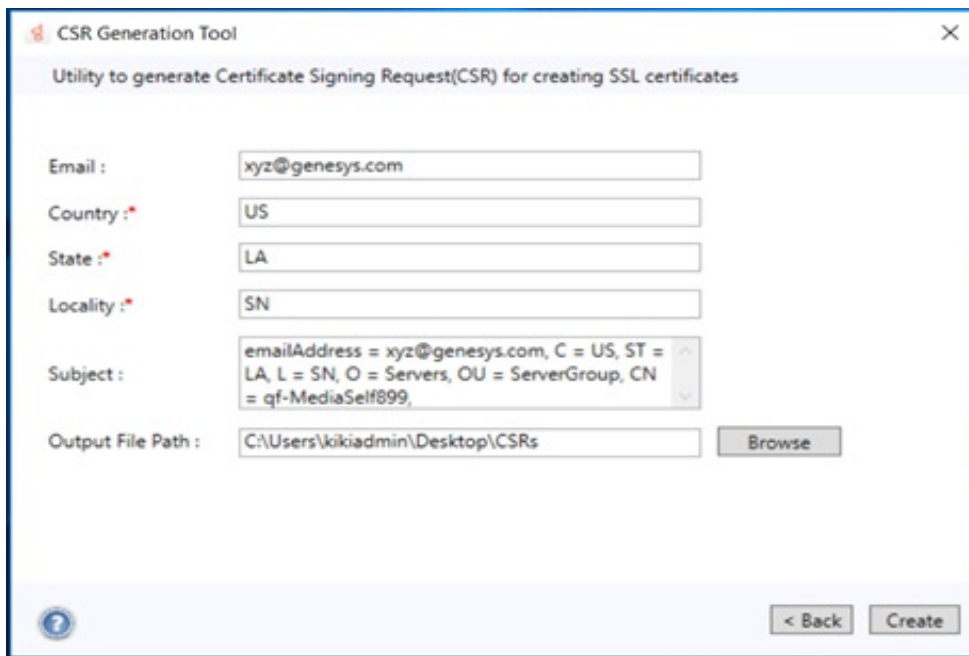 CSR Generation Tool
Utility to generate Certificate Signing Request(CSR) for creating SSL certificates
Email : xyz@genesys.com
Country :* US
State :* LA
Locality :* SN
Subject : emailAddress = xyz@genesys.com, C = US, ST =
LA, L = SN, O = Servers, OU = ServerGroup, CN
= qf-MediaSelf899,
Output File Path : C:\Users\kikiadmin\Desktop\CSRs Browse
? < Back Create